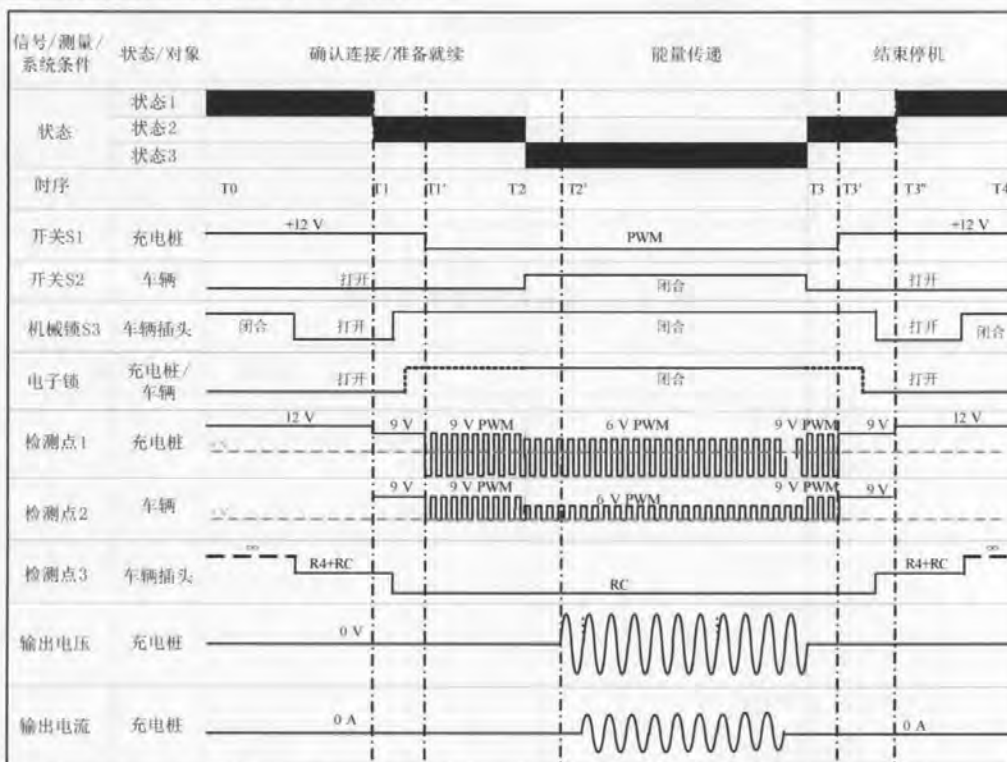 信号/测量/系统条件 状态/对象 确认连接/准备就续 能量传递 结束停机
状态 状态1
状态2
状态3
时序 T0 T1 T1' T2 T2' T3 T3' T3" T4
开关S1 充电桩 +12 V PWM +12 V
开关S2 车辆 打开 闭合 打开
机械锁S3 车辆插头 闭合 打开 闭合 打开 闭合
电子锁 充电桩/车辆 打开 闭合 打开
检测点1 充电桩 12 V 9 V 9 V PWM 6 V PWM 9 V PWM 9 V 12 V
检测点2 车辆 9 V 9 V PWM 6 V PWM 9 V PWM 9 V
检测点3 车辆插头 ∞ R4+RC RC R4+RC ∞
输出电压 充电桩 0 V
输出电流 充电桩 0 A 0 A